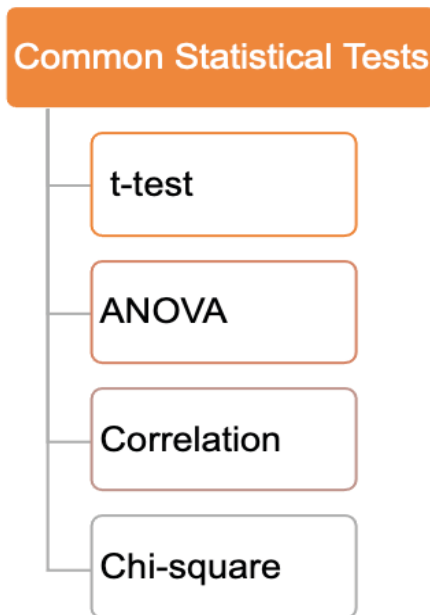 Common Statistical Tests
t-test
ANOVA
Correlation
Chi-square